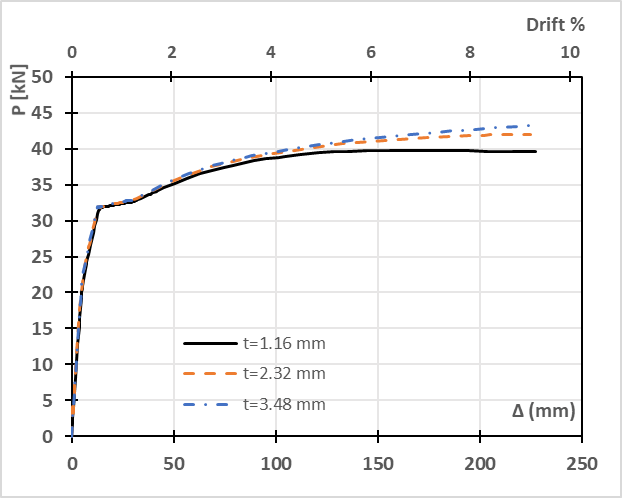 Drift %
0 2 4 6 8 10
P [kN]
50
45
40
35
30
25
20
15
10
5
0
t=1.16 mm
t=2.32 mm
t=3.48 mm
Δ (mm)
0 50 100 150 200 250